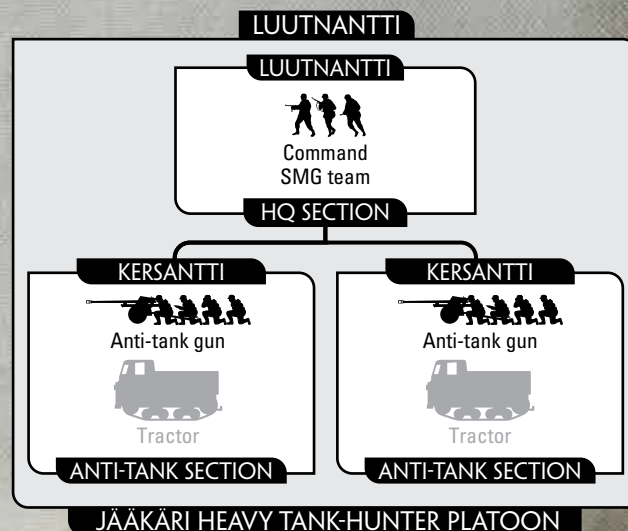 LUUTNANTTI
LUUTNANTTI
Command
SMG team
HQ SECTION
KERSANTTI
Anti-tank gun
Tractor
ANTI-TANK SECTION
KERSANTTI
Anti-tank gun
Tractor
ANTI-TANK SECTION
JÄÄKÄRI HEAVY TANK-HUNTER PLATOON